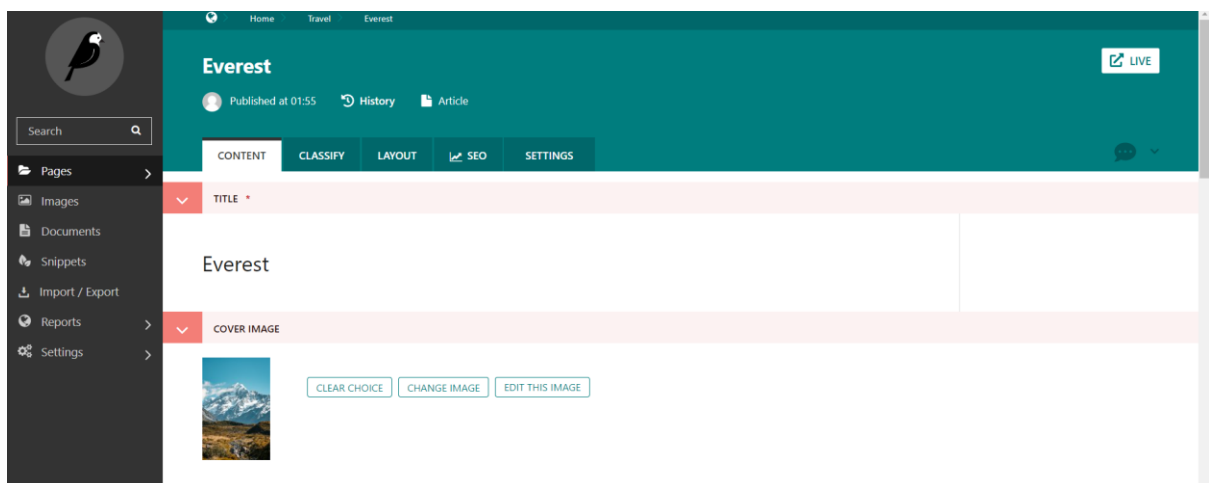 Home Travel Everest
Everest
LIVE
Published at 01:55 History Article
Search
CONTENT CLASSIFY LAYOUT SEO SETTINGS
Pages
Images
Documents
Snippets
Import / Export
Reports
Settings
TITLE *
Everest
COVER IMAGE
CLEAR CHOICE CHANGE IMAGE EDIT THIS IMAGE